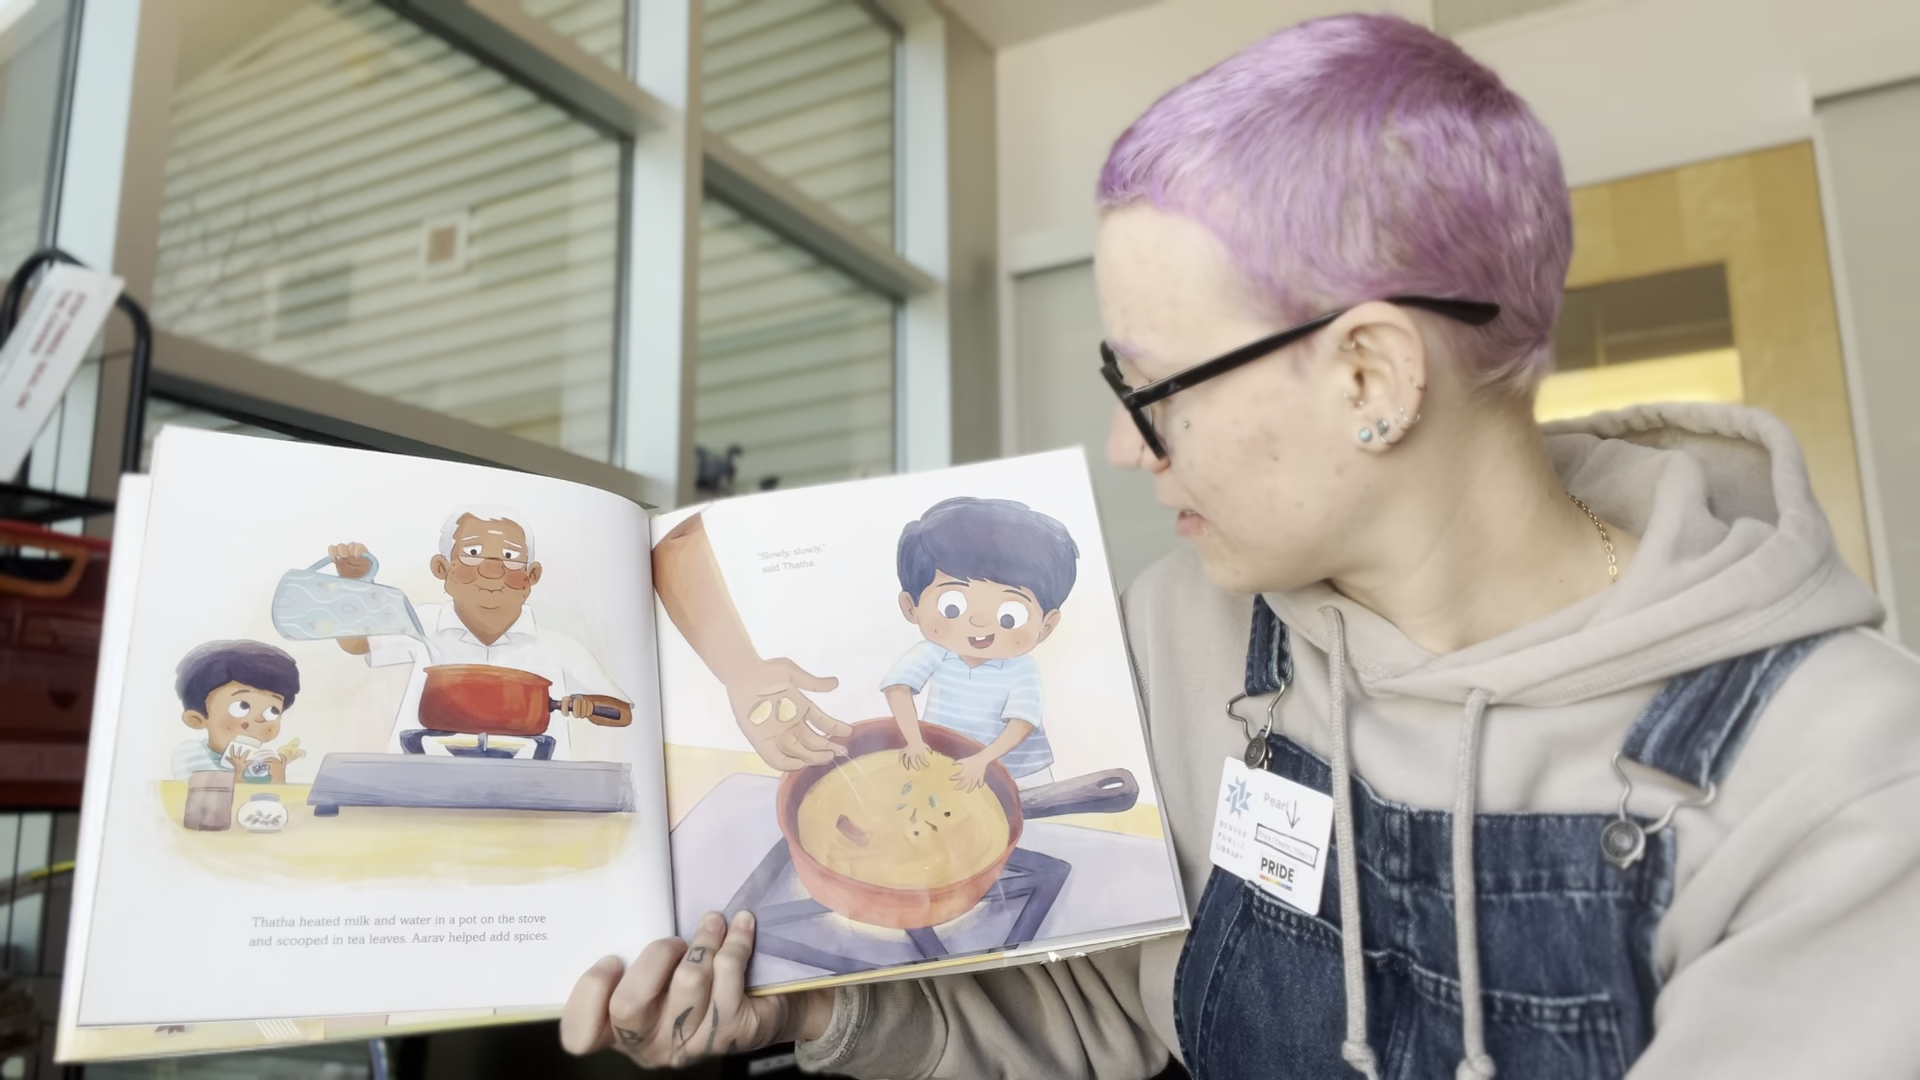 Thatha heated milk and water in a pot on the stove
and scooped in tea leaves. Aarav helped add spices.
"Slowly, slowly,"
said Thatha.
Pearl
DENVER
PUBLIC
LIBRARY
PRIDE